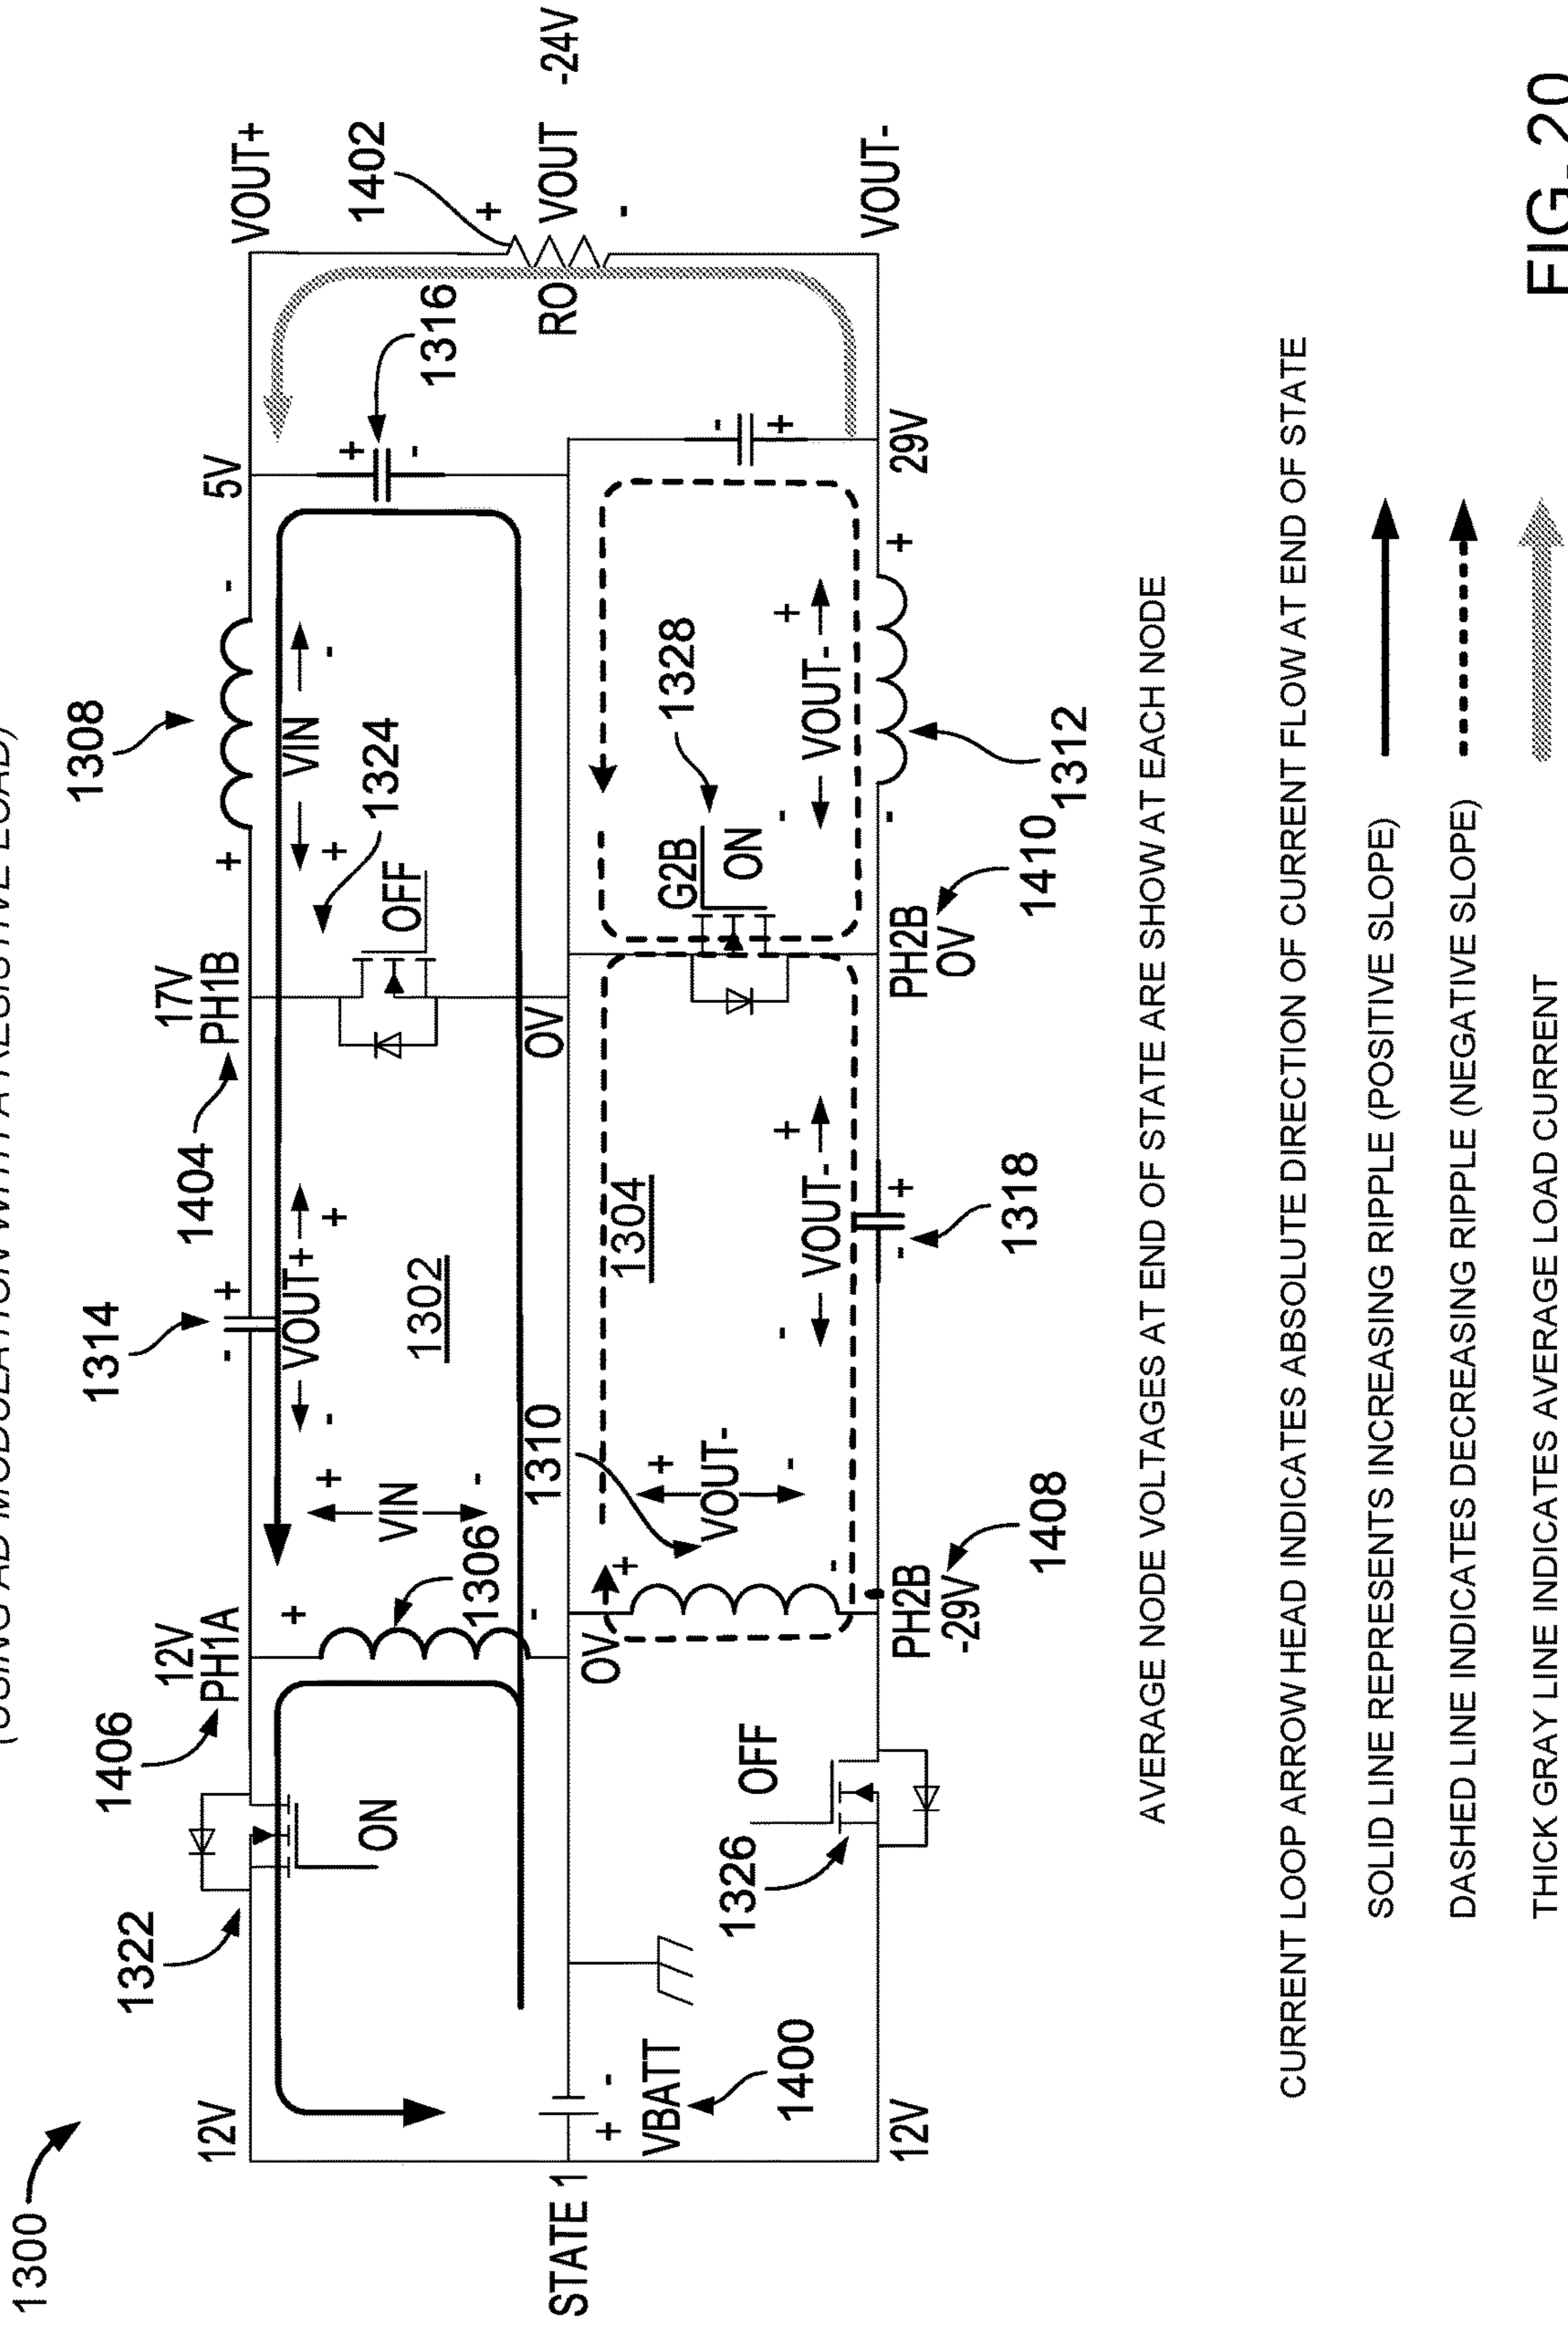 (USING AD MODULATION WITH A RESISTIVE LOAD)
1300
1314
1308
1322
1406
1404
12V
12V
PH1A
17V
PH1B
5V
VOUT+
- +
+ -
VOUT+
- +
VIN
+ -
1324
1316
1402
ON
+
VIN
-
1306
1302
OFF
+
-
+
-
STATE 1
VBATT
+ -
1400
1310
0V
0V
RO
VOUT
-24V
+
-
OFF
1326
+
VOUT-
-
1304
G2B
ON
1328
VOUT-
- +
VOUT-
- +
-
+
12V
PH2B
-29V
1408
- +
1318
PH2B
0V
1410
- +
1312
29V
VOUT-
AVERAGE NODE VOLTAGES AT END OF STATE ARE SHOW AT EACH NODE
CURRENT LOOP ARROW HEAD INDICATES ABSOLUTE DIRECTION OF CURRENT FLOW AT END OF STATE
SOLID LINE REPRESENTS INCREASING RIPPLE (POSITIVE SLOPE)
DASHED LINE INDICATES DECREASING RIPPLE (NEGATIVE SLOPE)
THICK GRAY LINE INDICATES AVERAGE LOAD CURRENT
FIG. 20